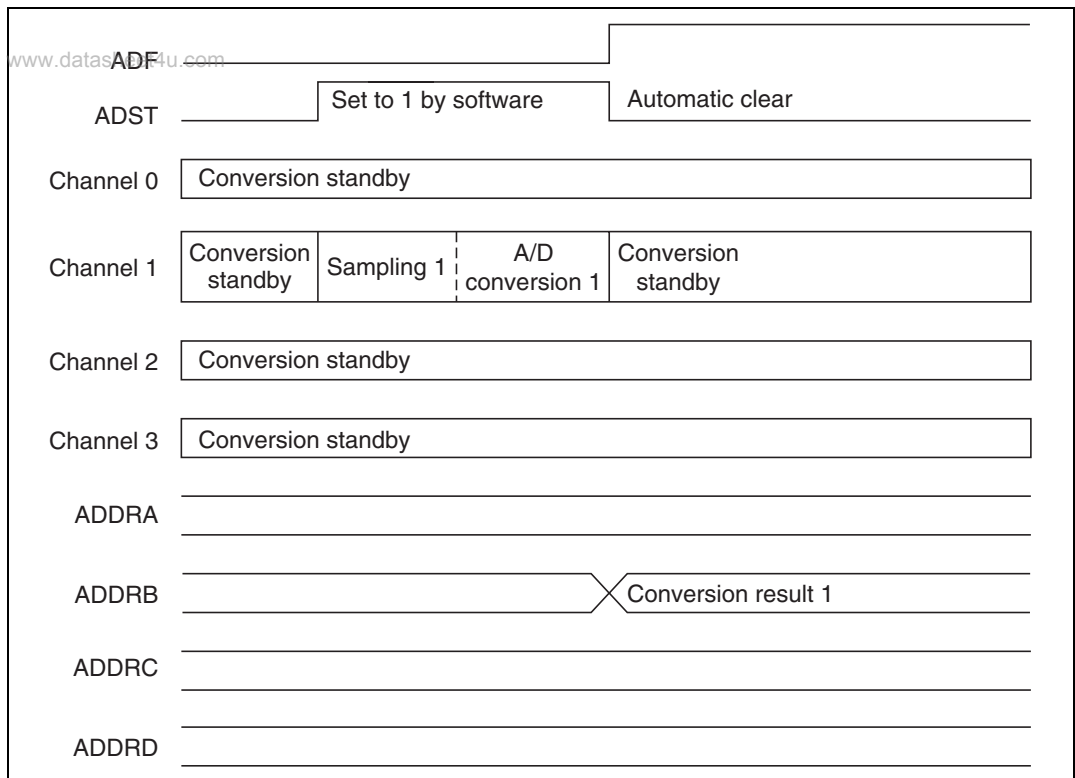 www.datasheet4u.com
ADF
ADST
Set to 1 by software
Automatic clear
Channel 0
Conversion standby
Channel 1
Conversion
standby
Sampling 1
A/D
conversion 1
Conversion
standby
Channel 2
Conversion standby
Channel 3
Conversion standby
ADDRA
ADDRB
Conversion result 1
ADDRC
ADDRD